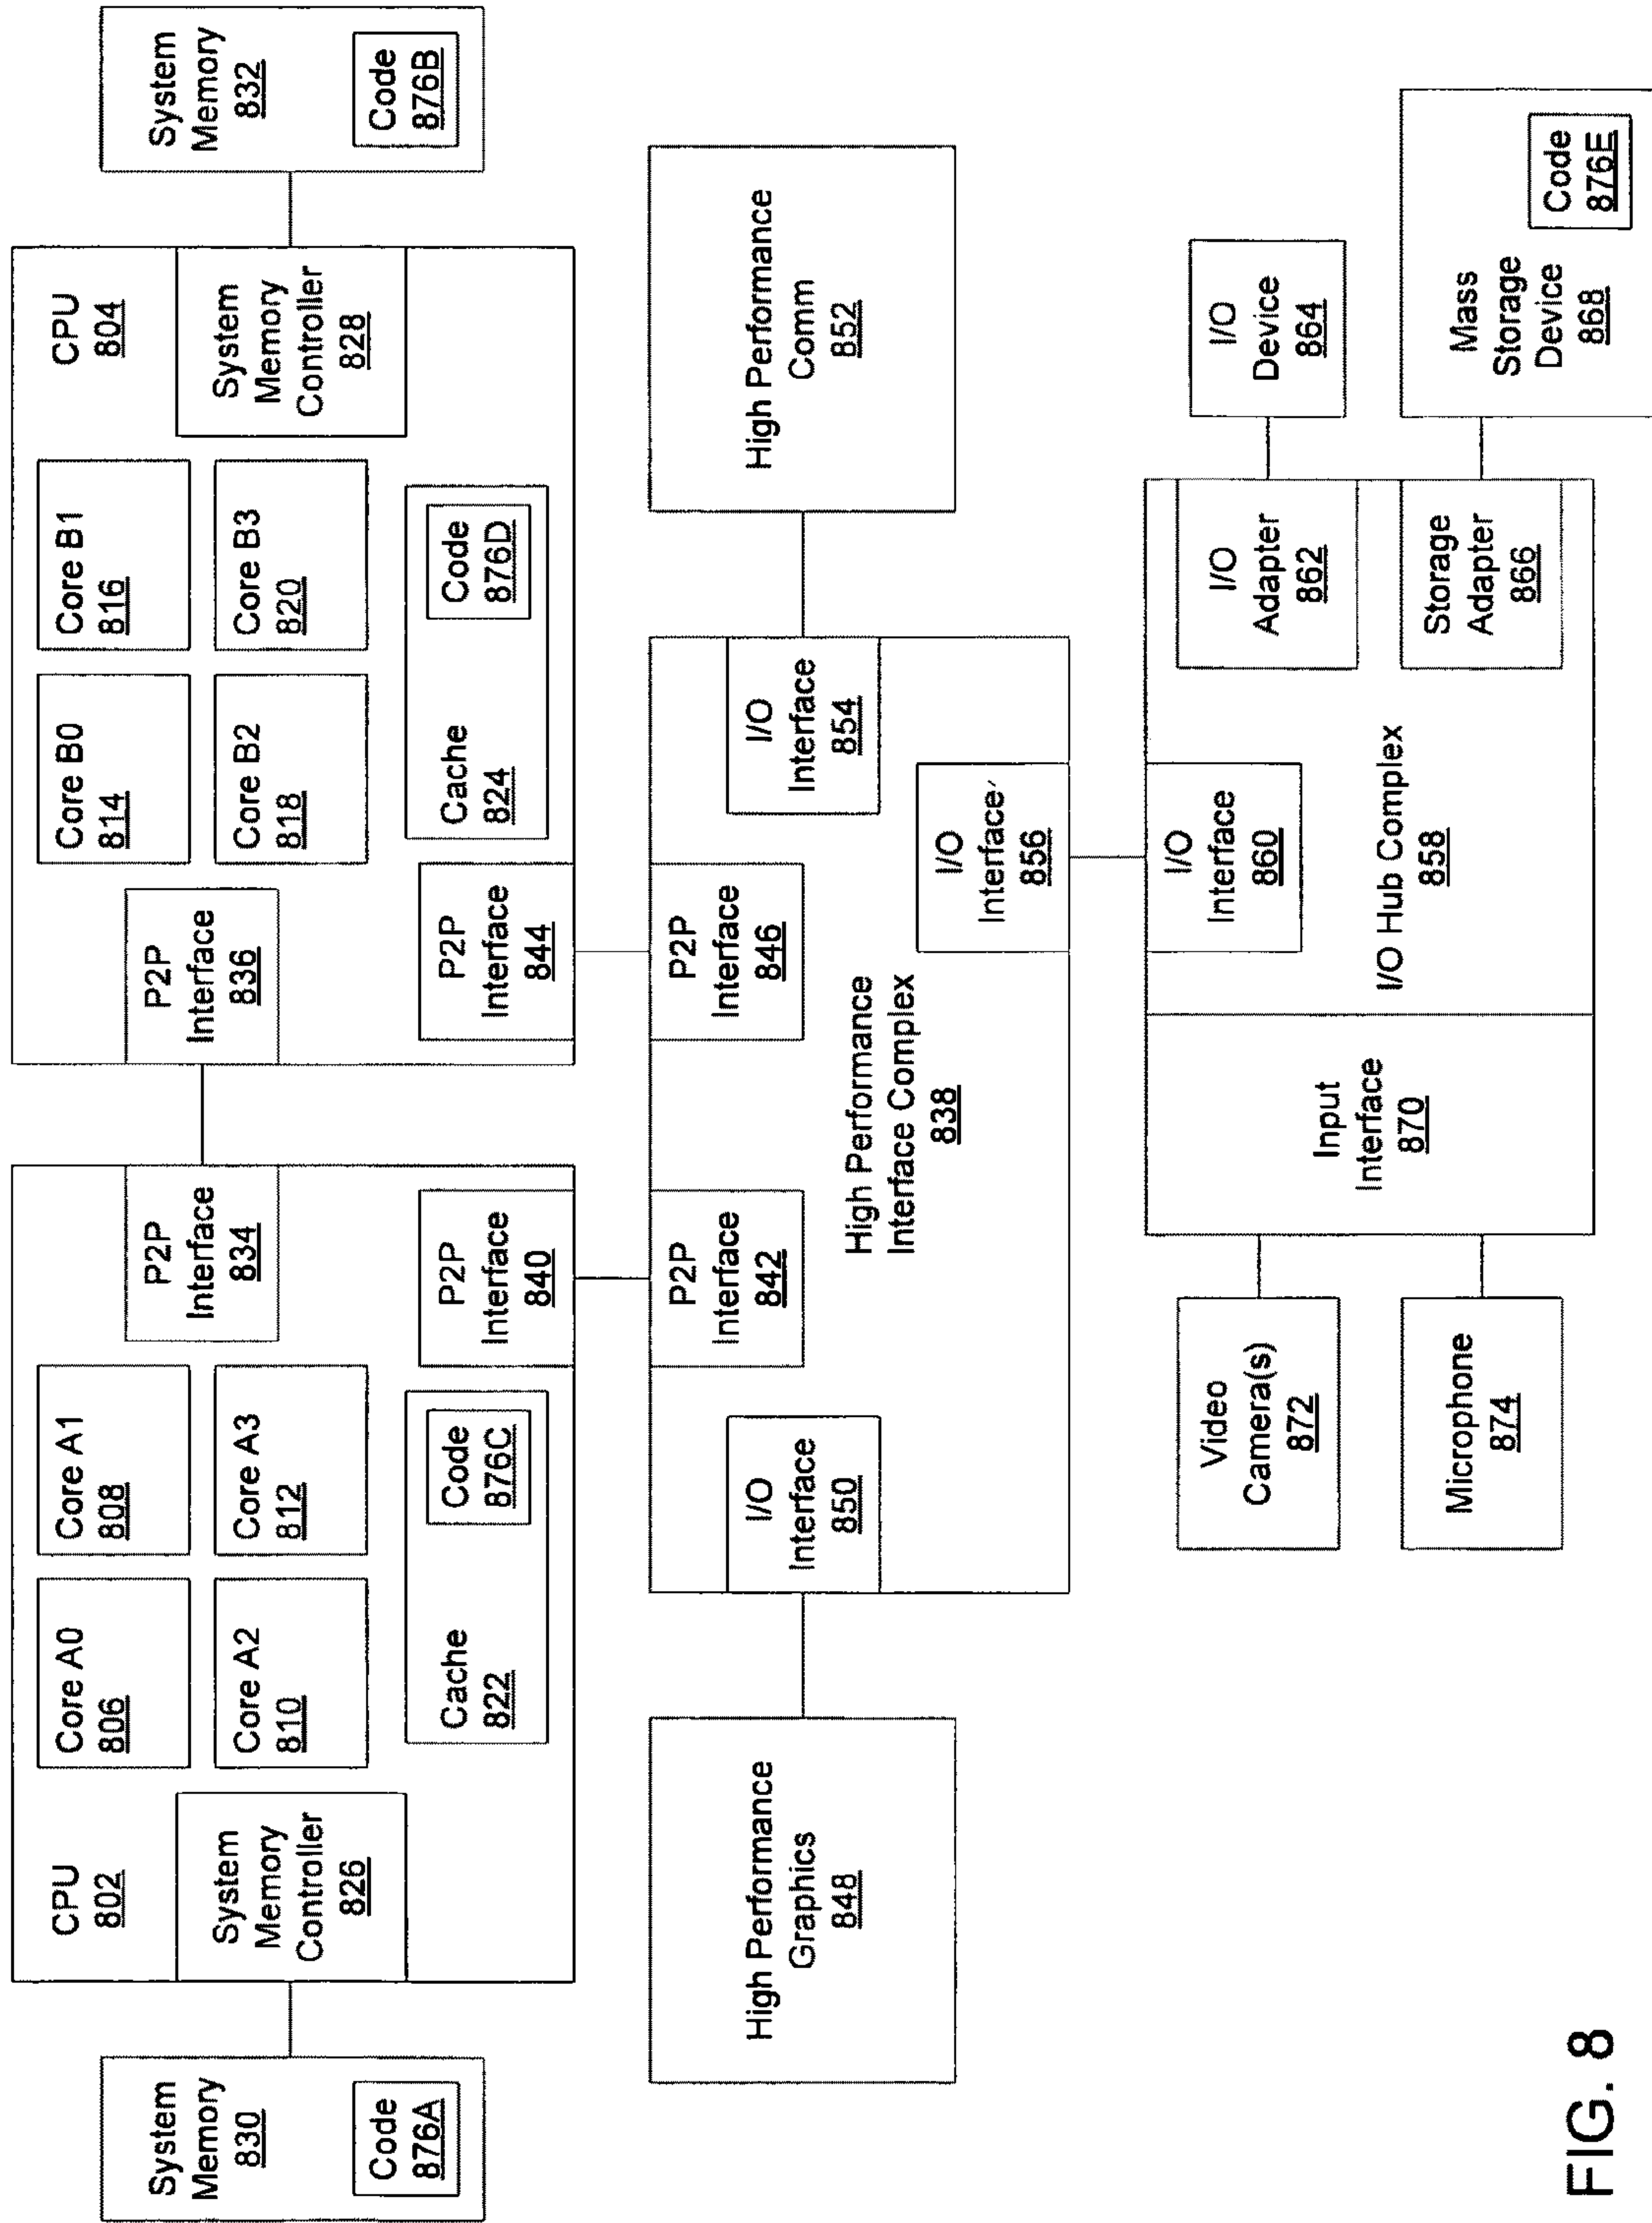 System
Memory
830
Code
876A
CPU
802
System
Memory
Controller
826
Core A0
806
Core A1
808
Core A2
810
Core A3
812
Cache
822
Code
876C
P2P
Interface
834
P2P
Interface
840
CPU
804
P2P
Interface
836
Core B0
814
Core B1
816
Core B2
818
Core B3
820
Cache
824
Code
876D
P2P
Interface
844
System
Memory
Controller
828
System
Memory
832
Code
876B
High Performance
Graphics
848
I/O
Interface
850
P2P
Interface
842
P2P
Interface
846
I/O
Interface
854
High Performance
Interface Complex
838
I/O
Interface
856
High Performance
Comm
852
Video
Camera(s)
872
Microphone
874
Input
Interface
870
I/O
Interface
860
I/O Hub Complex
858
I/O
Adapter
862
Storage
Adapter
866
I/O
Device
864
Mass
Storage
Device
868
Code
876E
FIG. 8